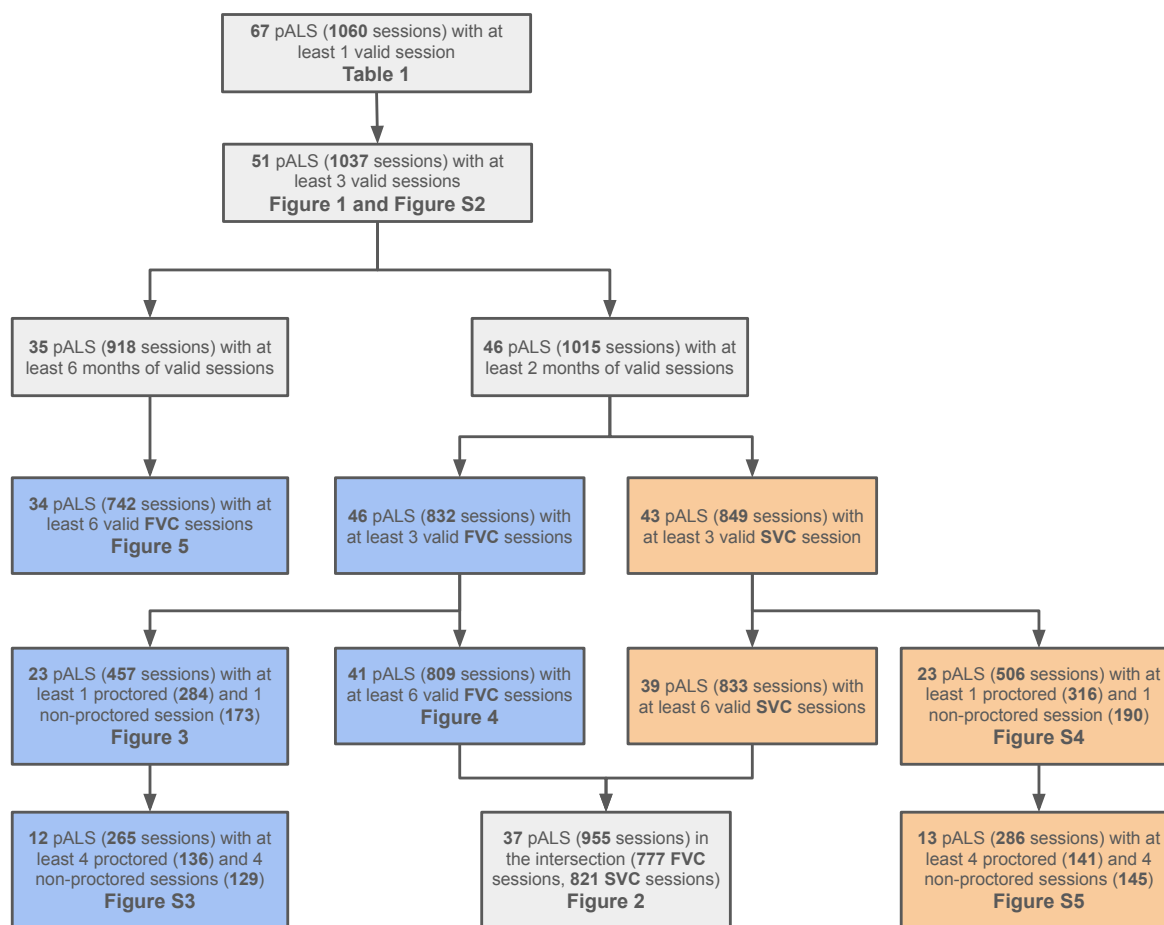 67 pALS (1060 sessions) with at
least 1 valid session
Table 1
51 pALS (1037 sessions) with at
least 3 valid sessions
Figure 1 and Figure S2
35 pALS (918 sessions) with at
least 6 months of valid sessions
46 pALS (1015 sessions) with at
least 2 months of valid sessions
34 pALS (742 sessions) with at
least 6 valid FVC sessions
Figure 5
46 pALS (832 sessions) with
at least 3 valid FVC sessions
43 pALS (849 sessions) with
at least 3 valid SVC session
23 pALS (457 sessions) with at
least 1 proctored (284) and 1
non-proctored session (173)
Figure 3
41 pALS (809 sessions) with
at least 6 valid FVC sessions
Figure 4
39 pALS (833 sessions) with
at least 6 valid SVC sessions
23 pALS (506 sessions) with at
least 1 proctored (316) and 1
non-proctored session (190)
Figure S4
12 pALS (265 sessions) with at
least 4 proctored (136) and 4
non-proctored sessions (129)
Figure S3
37 pALS (955 sessions) in
the intersection (777 FVC
sessions, 821 SVC sessions)
Figure 2
13 pALS (286 sessions) with at
least 4 proctored (141) and 4
non-proctored sessions (145)
Figure S5